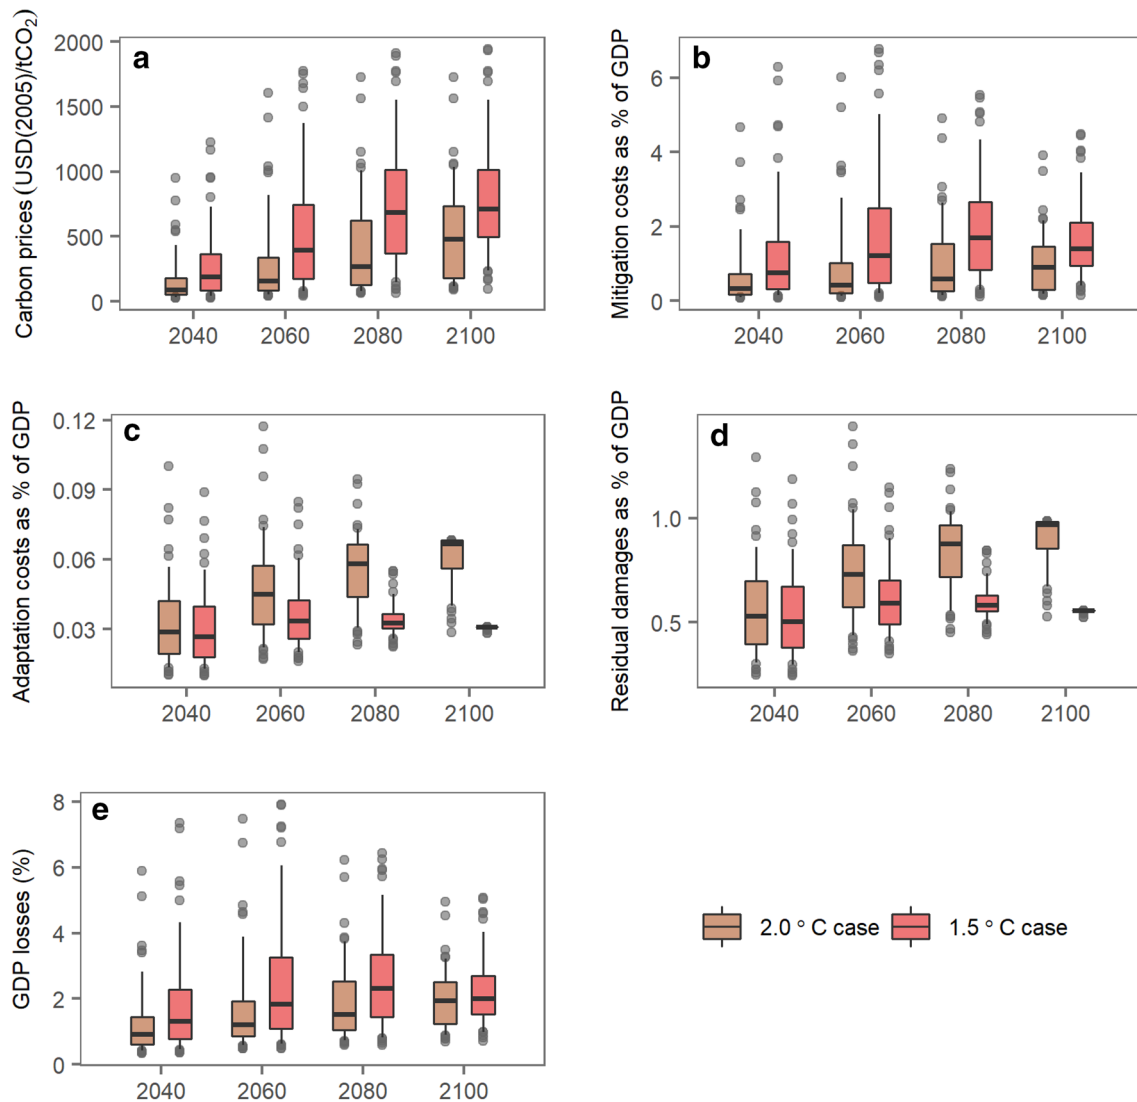 Carbon prices (USD(2005)/tCO₂)
a
2000
1500
1000
500
0
2040 2060 2080 2100
Mitigation costs as % of GDP
b
6
4
2
0
2040 2060 2080 2100
Adaptation costs as % of GDP
c
0.12
0.09
0.06
0.03
2040 2060 2080 2100
Residual damages as % of GDP
d
1.0
0.5
2040 2060 2080 2100
GDP losses (%)
e
8
6
4
2
0
2040 2060 2080 2100
2.0 ° C case 1.5 ° C case